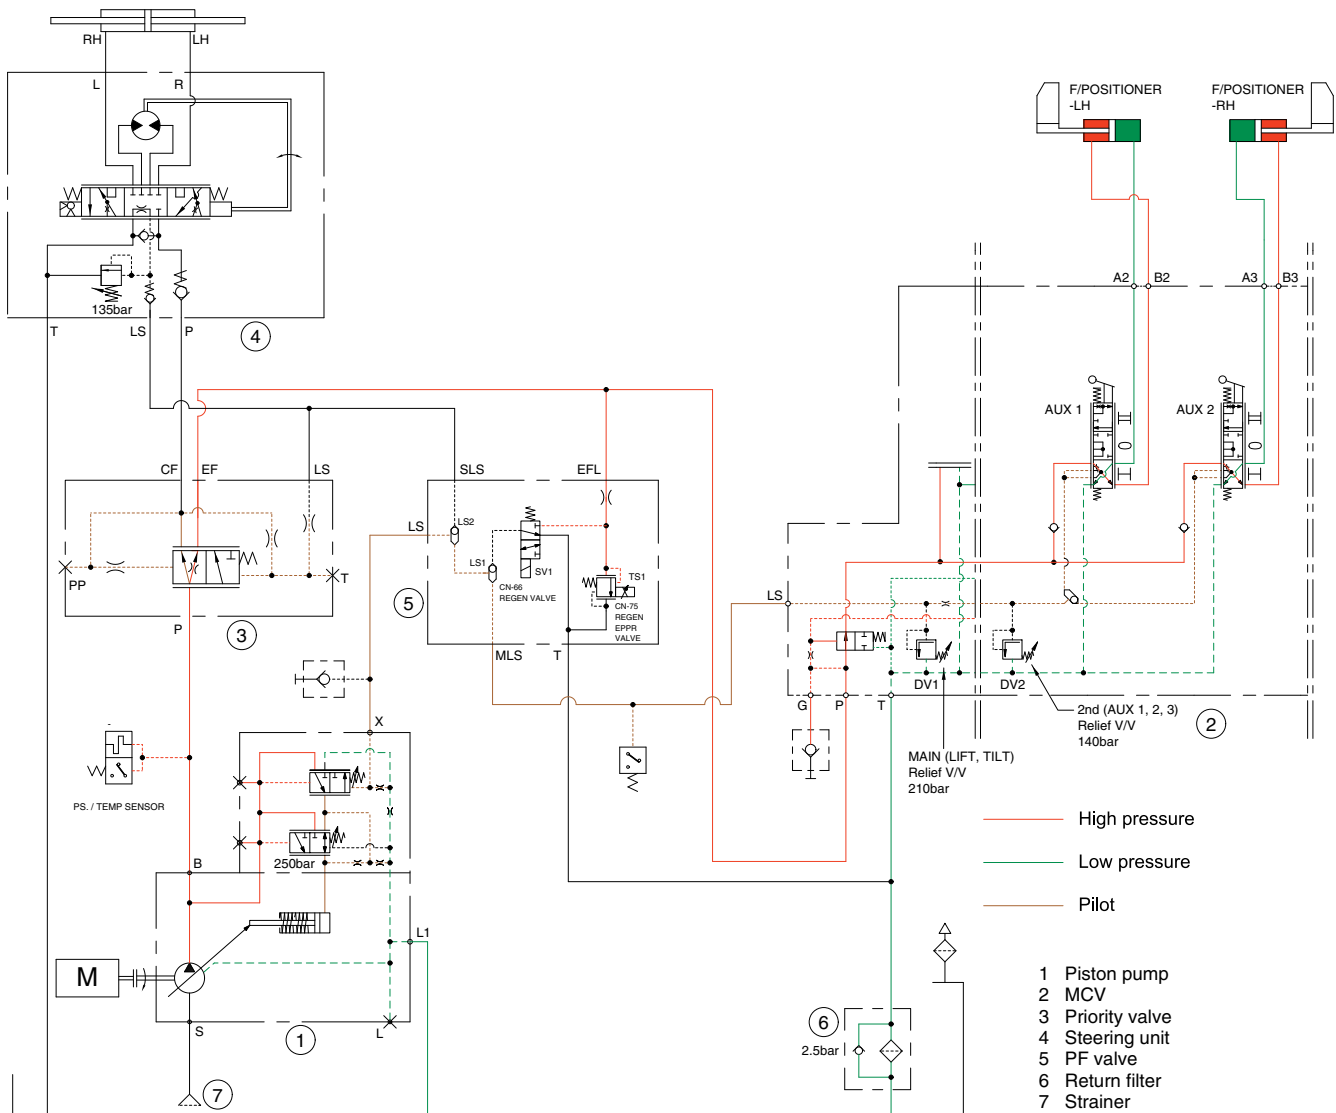 RH
LH
L
R
135bar
T
LS
P
4
F/POSITIONER
-LH
F/POSITIONER
-RH
A2
B2
A3
B3
AUX 1
AUX 2
CF
EF
LS
SLS
EFL
PP
T
P
3
LS
LS2
LS1
SV1
CN-66
REGEN VALVE
TS1
CN-75
REGEN
EPPR
VALVE
5
MLS
T
LS
DV1
DV2
G
P
T
2nd (AUX 1, 2, 3)
Relief V/V
140bar
2
MAIN (LIFT, TILT)
Relief V/V
210bar
X
PS. / TEMP SENSOR
250bar
B
L1
M
S
L
1
7
6
2.5bar
High pressure
Low pressure
Pilot
1 Piston pump
2 MCV
3 Priority valve
4 Steering unit
5 PF valve
6 Return filter
7 Strainer